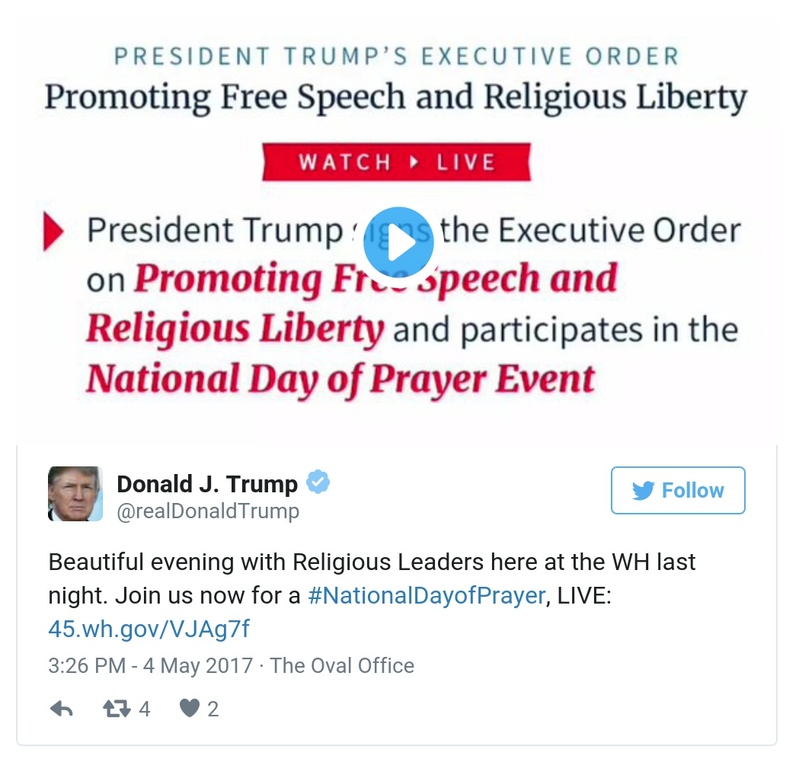 PRESIDENT TRUMP'S EXECUTIVE ORDER
Promoting Free Speech and Religious Liberty
WATCH LIVE
President Trump signs the Executive Order
on Promoting Free Speech and
Religious Liberty and participates in the
National Day of Prayer Event
Donald J. Trump
@realDonaldTrump
Follow
Beautiful evening with Religious Leaders here at the WH last
night. Join us now for a #NationalDayofPrayer, LIVE:
45.wh.gov/VJAg7f
3:26 PM - 4 May 2017 · The Oval Office
4 2